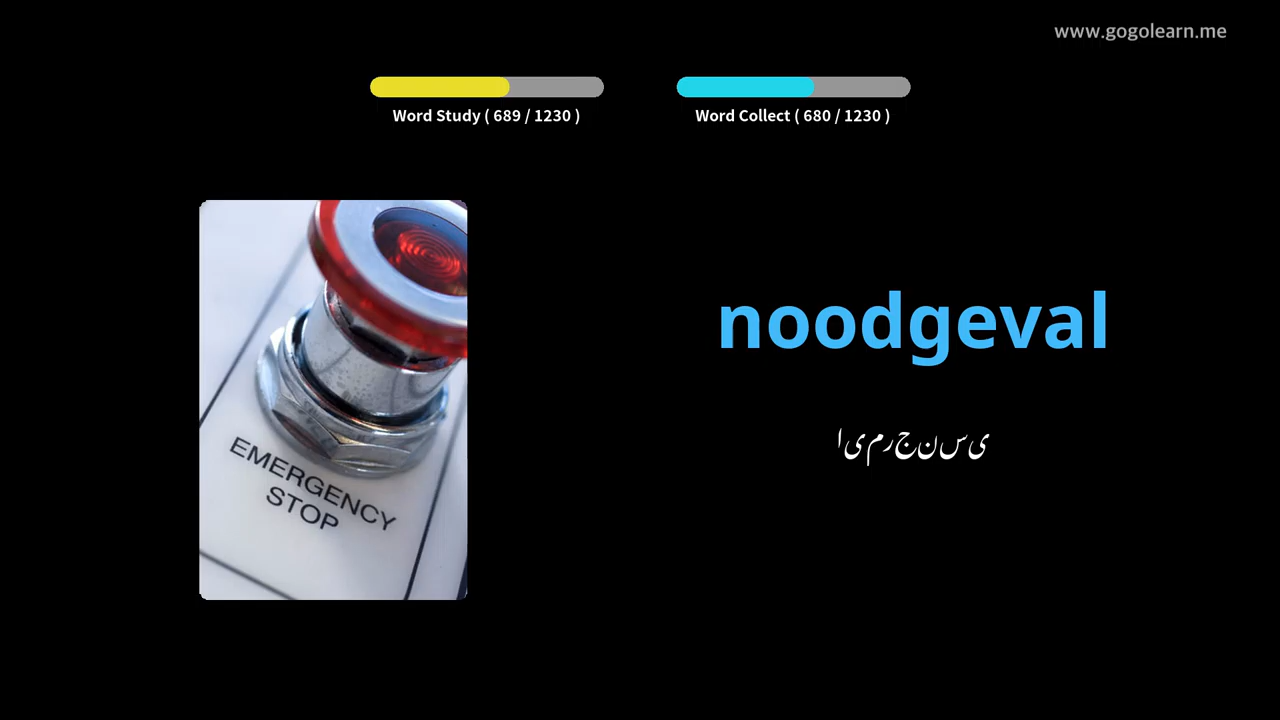 www.gogolearn.me
Word Study ( 689 / 1230 )
Word Collect ( 680 / 1230 )
EMERGENCY
STOP
noodgeval
ایمرجنسی